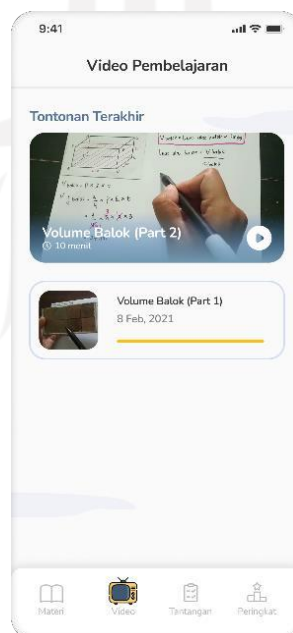 9:41
Video Pembelajaran
Tontonan Terakhir
Volume Balok (Part 2)
10 menit
Volume Balok (Part 1)
8 Feb, 2021
Materi
Video
Tantangan
Peringkat